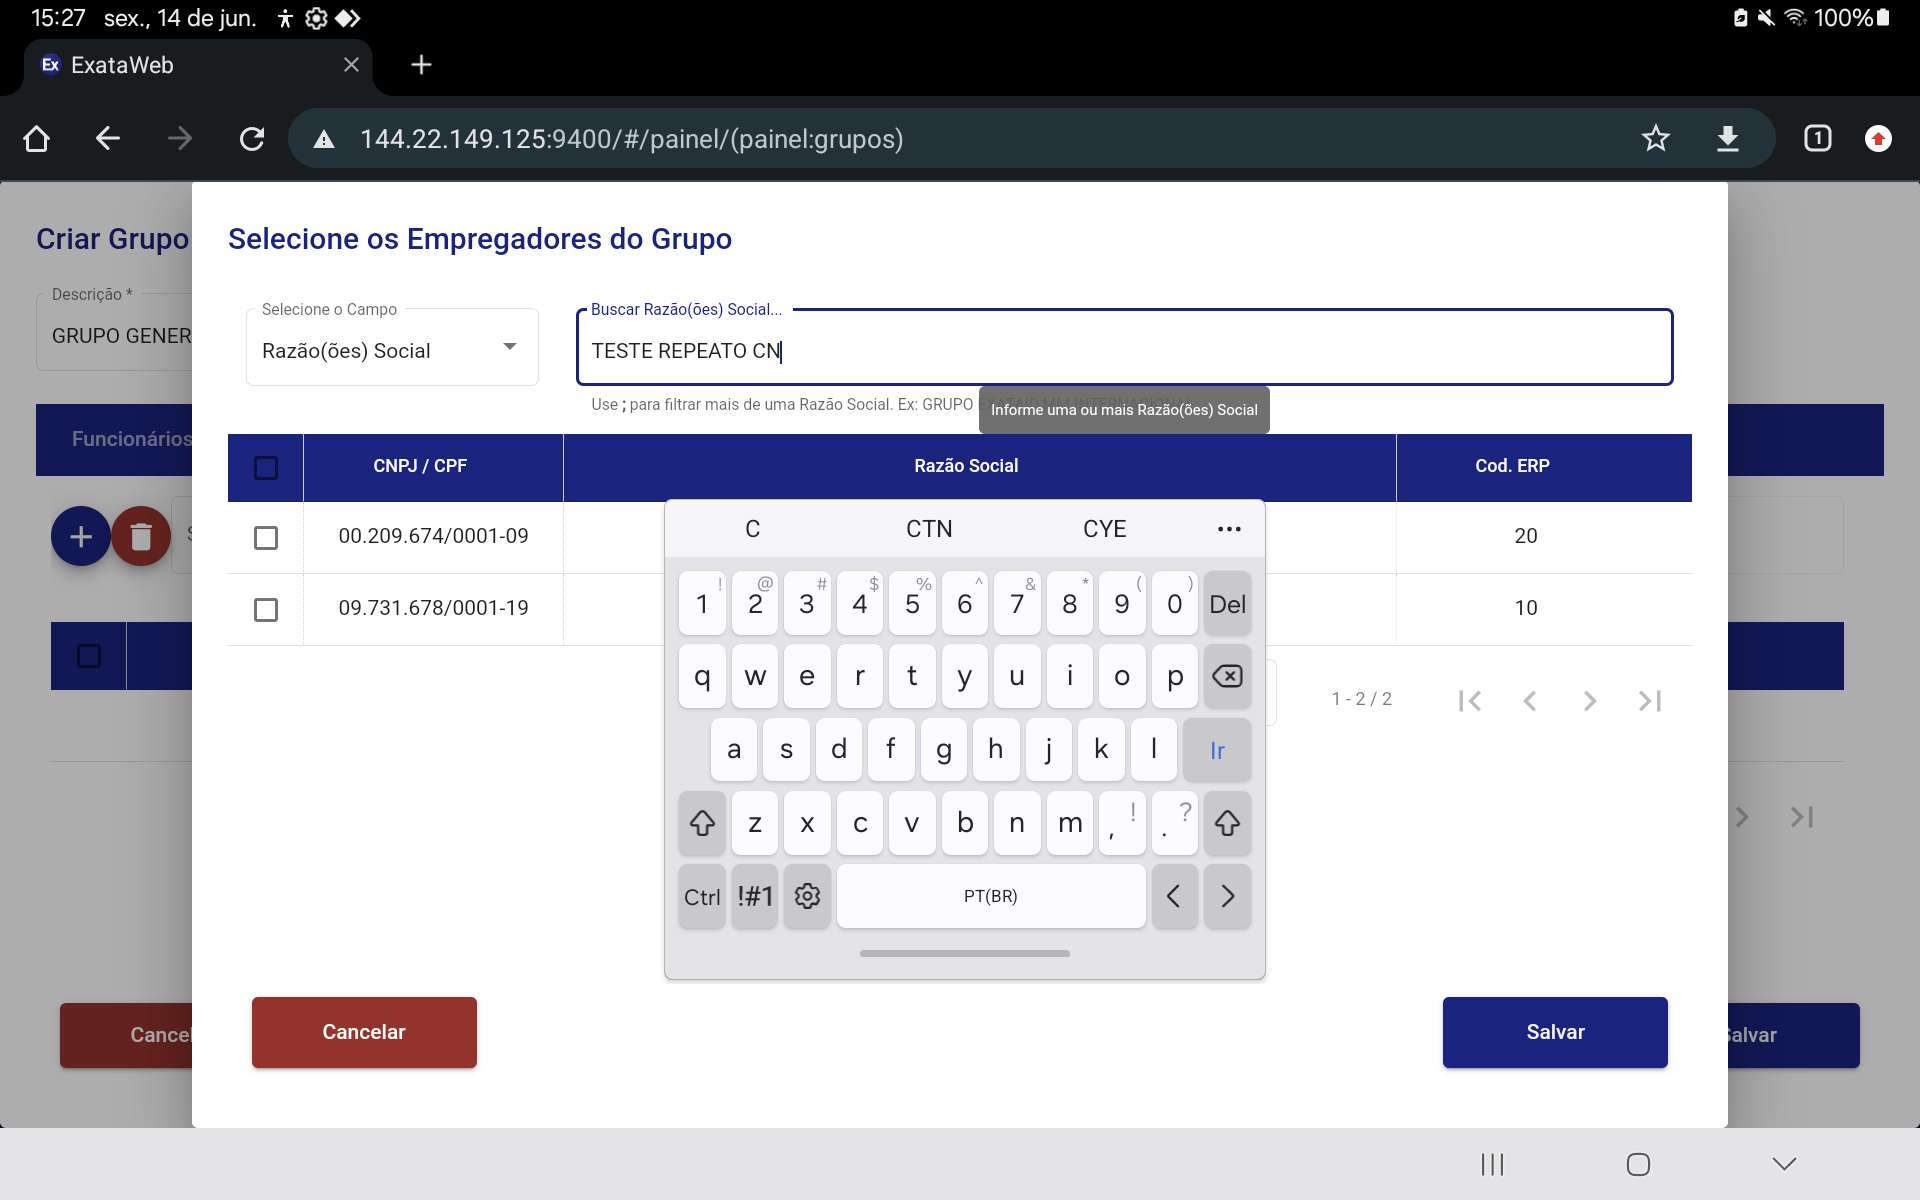 15:27 sex., 14 de jun. 100%
Ex ExataWeb
144.22.149.125:9400/#/painel/(painel:grupos) 1
Criar Grupo
Selecione os Empregadores do Grupo
Descrição *
GRUPO GENER
Selecione o Campo
Razão(ões) Social
Buscar Razão(ões) Social...
TESTE REPEATO CN
Use ; para filtrar mais de uma Razão Social. Ex: GRUPO
Informe uma ou mais Razão(ões) Social
Funcionários
CNPJ / CPF Razão Social Cod. ERP
00.209.674/0001-09 20
09.731.678/0001-19 10
1 - 2 / 2
C CTN CYE ...
! @ # $ % ^ & * ( )
1 2 3 4 5 6 7 8 9 0 Del
q w e r t y u i o p
a s d f g h j k l Ir
z x c v b n m , ! . ?
Ctrl !#1 PT(BR) < >
Cancel
Cancelar
Salvar
Salvar